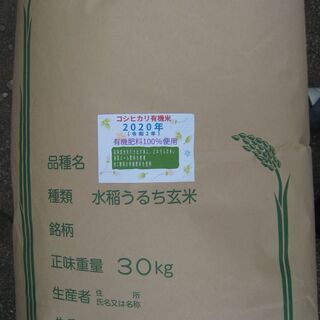 コシヒカリ有機米
2020年
(令和2年)
有機肥料100%使用
品種名
種類 水稲うるち玄米
銘柄
正味重量 30kg
生産者 住所
氏名又は名称